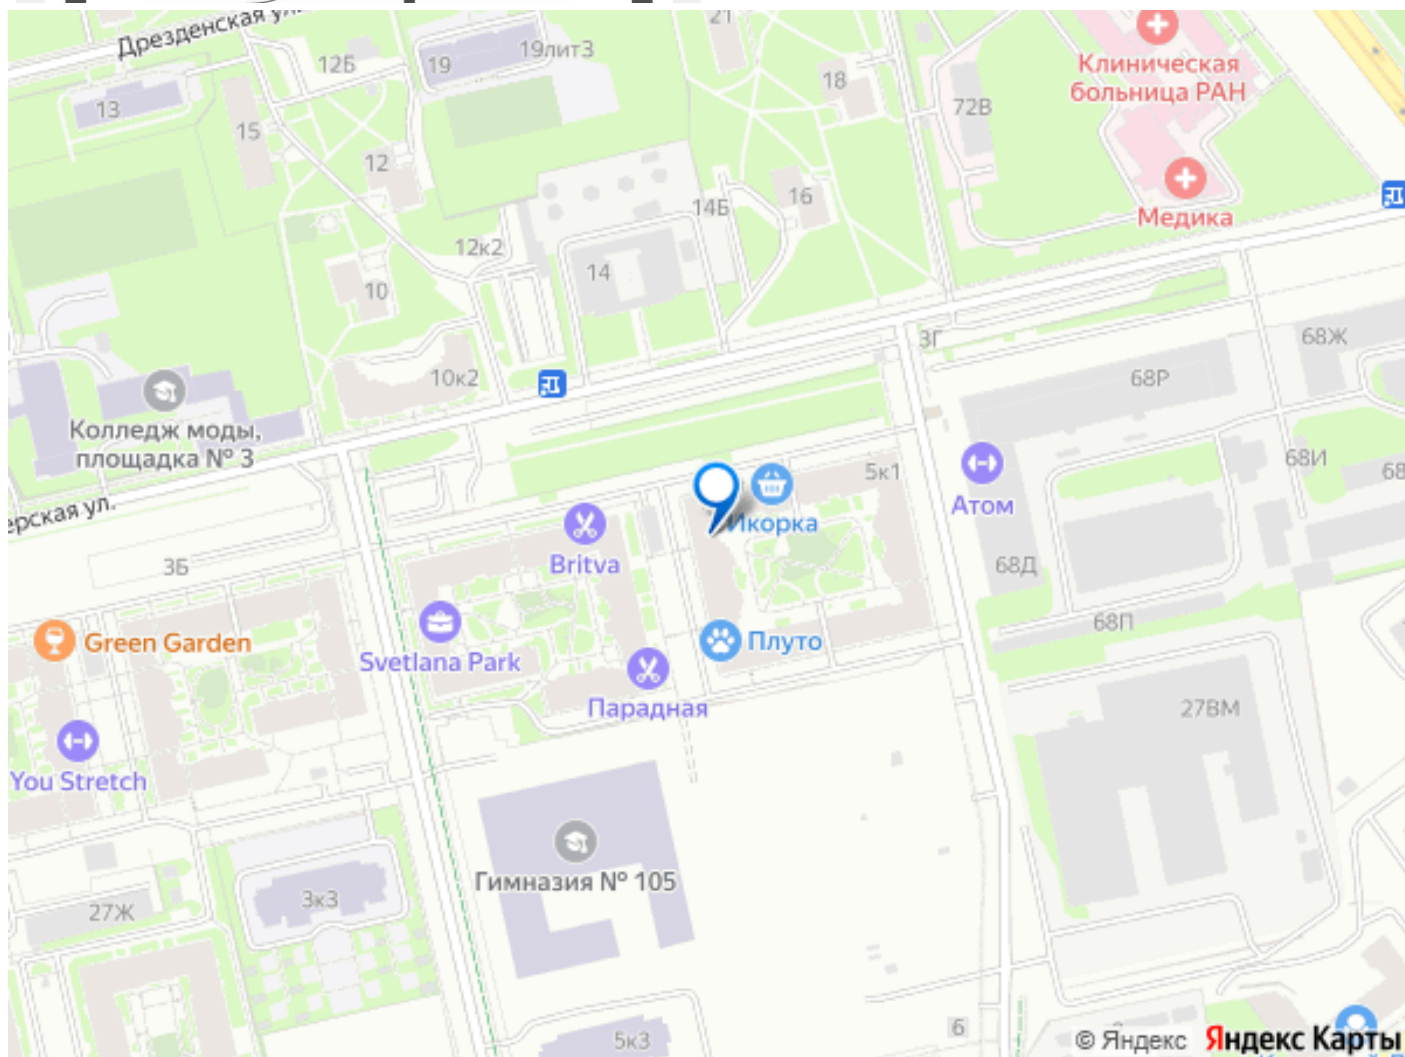 Дрезденская ул.
21
19лит3
12Б
19
18
Клиническая
больница РАН
72В
13
15
12
16
14Б
Медика
12к2
14
10
3Г
68Ж
10к2
68Р
Колледж моды,
площадка № 3
5к1
68И
68
Атом
Икорка
ерская ул.
Britva
3Б
68Д
68П
Green Garden
Svetlana Park
Плуто
Парадная
27ВМ
You Stretch
Гимназия № 105
3к3
27Ж
6
5к3
© Яндекс Яндекс Карты